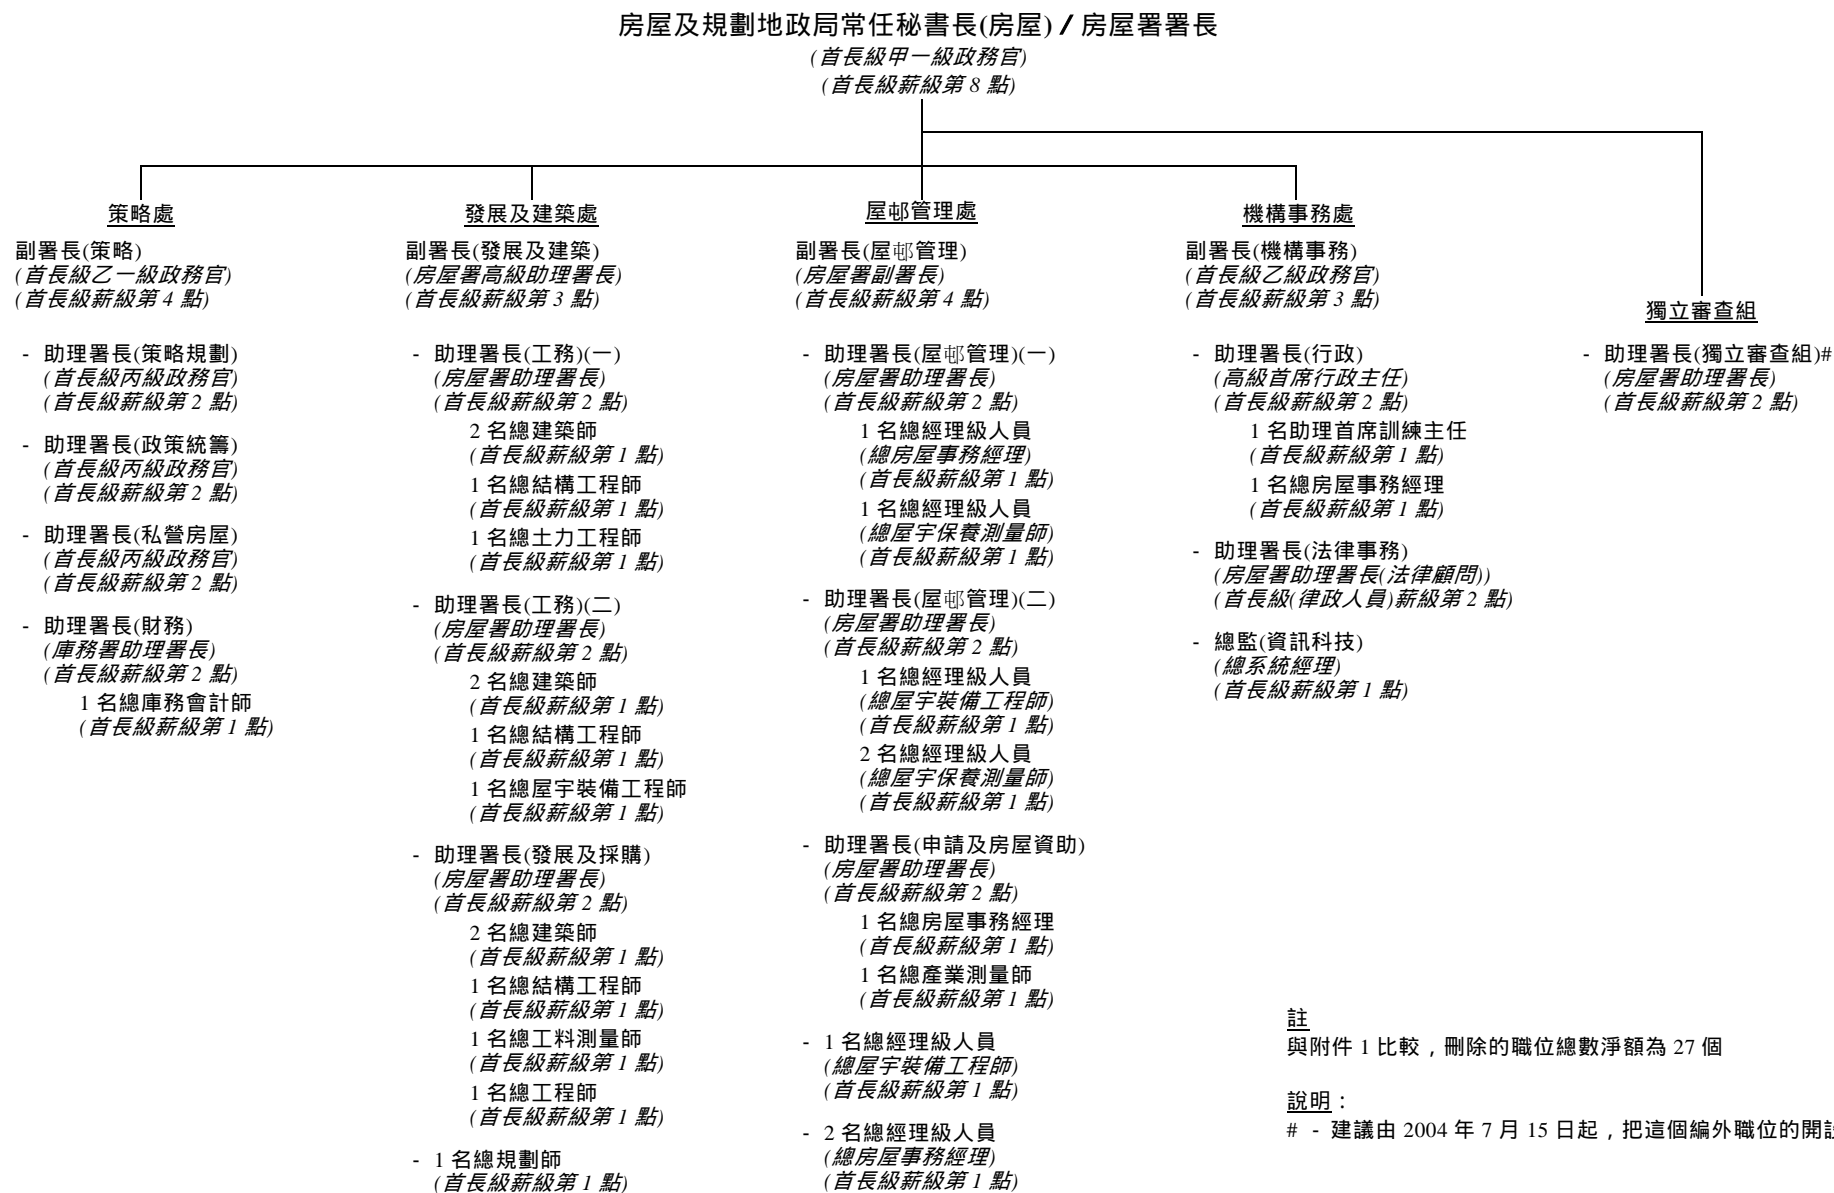 房屋及規劃地政局常任秘書長(房屋) / 房屋署署長
(首長級甲一級政務官)
(首長級薪級第 8 點)
策略處
副署長(策略)
(首長級乙一級政務官)
(首長級薪級第 4 點)
- 助理署長(策略規劃)
(首長級丙級政務官)
(首長級薪級第 2 點)
- 助理署長(政策統籌)
(首長級丙級政務官)
(首長級薪級第 2 點)
- 助理署長(私營房屋)
(首長級丙級政務官)
(首長級薪級第 2 點)
- 助理署長(財務)
(庫務署助理署長)
(首長級薪級第 2 點)
1 名總庫務會計師
(首長級薪級第 1 點)
發展及建築處
副署長(發展及建築)
(房屋署高級助理署長)
(首長級薪級第 3 點)
- 助理署長(工務)(一)
(房屋署助理署長)
(首長級薪級第 2 點)
2 名總建築師
(首長級薪級第 1 點)
1 名總結構工程師
(首長級薪級第 1 點)
1 名總土力工程師
(首長級薪級第 1 點)
- 助理署長(工務)(二)
(房屋署助理署長)
(首長級薪級第 2 點)
2 名總建築師
(首長級薪級第 1 點)
1 名總結構工程師
(首長級薪級第 1 點)
1 名總屋宇裝備工程師
(首長級薪級第 1 點)
- 助理署長(發展及採購)
(房屋署助理署長)
(首長級薪級第 2 點)
2 名總建築師
(首長級薪級第 1 點)
1 名總結構工程師
(首長級薪級第 1 點)
1 名總工料測量師
(首長級薪級第 1 點)
1 名總工程師
(首長級薪級第 1 點)
- 1 名總規劃師
(首長級薪級第 1 點)
屋邨管理處
副署長(屋邨管理)
(房屋署副署長)
(首長級薪級第 4 點)
- 助理署長(屋邨管理)(一)
(房屋署助理署長)
(首長級薪級第 2 點)
1 名總經理級人員
(總房屋事務經理)
(首長級薪級第 1 點)
1 名總經理級人員
(總屋宇保養測量師)
(首長級薪級第 1 點)
- 助理署長(屋邨管理)(二)
(房屋署助理署長)
(首長級薪級第 2 點)
1 名總經理級人員
(總屋宇裝備工程師)
(首長級薪級第 1 點)
2 名總經理級人員
(總屋宇保養測量師)
(首長級薪級第 1 點)
- 助理署長(申請及房屋資助)
(房屋署助理署長)
(首長級薪級第 2 點)
1 名總房屋事務經理
(首長級薪級第 1 點)
1 名總產業測量師
(首長級薪級第 1 點)
- 1 名總經理級人員
(總屋宇裝備工程師)
(首長級薪級第 1 點)
- 2 名總經理級人員
(總房屋事務經理)
(首長級薪級第 1 點)
機構事務處
副署長(機構事務)
(首長級乙級政務官)
(首長級薪級第 3 點)
- 助理署長(行政)
(高級首席行政主任)
(首長級薪級第 2 點)
1 名助理首席訓練主任
(首長級薪級第 1 點)
1 名總房屋事務經理
(首長級薪級第 1 點)
- 助理署長(法律事務)
(房屋署助理署長(法律顧問))
(首長級(律政人員)薪級第 2 點)
- 總監(資訊科技)
(總系統經理)
(首長級薪級第 1 點)
獨立審查組
- 助理署長(獨立審查組)#
(房屋署助理署長)
(首長級薪級第 2 點)
註
與附件 1 比較，刪除的職位總數淨額為 27 個
說明：
# - 建議由 2004 年 7 月 15 日起，把這個編外職位的開